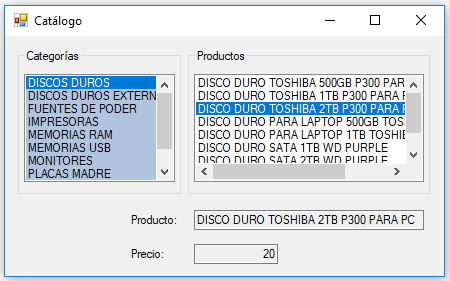 Catálogo
Categorías
DISCOS DUROS
DISCOS DUROS EXTERN
FUENTES DE PODER
IMPRESORAS
MEMORIAS RAM
MEMORIAS USB
MONITORES
PLACAS MADRE
Productos
DISCO DURO TOSHIBA 500GB P300 PAR
DISCO DURO TOSHIBA 1TB P300 PARA F
DISCO DURO TOSHIBA 2TB P300 PARA F
DISCO DURO PARA LAPTOP 500GB TOS
DISCO DURO PARA LAPTOP 1TB TOSHIE
DISCO DURO SATA 1TB WD PURPLE
DISCO DURO SATA 2TB WD PURPLE
Producto: DISCO DURO TOSHIBA 2TB P300 PARA PC
Precio: 20